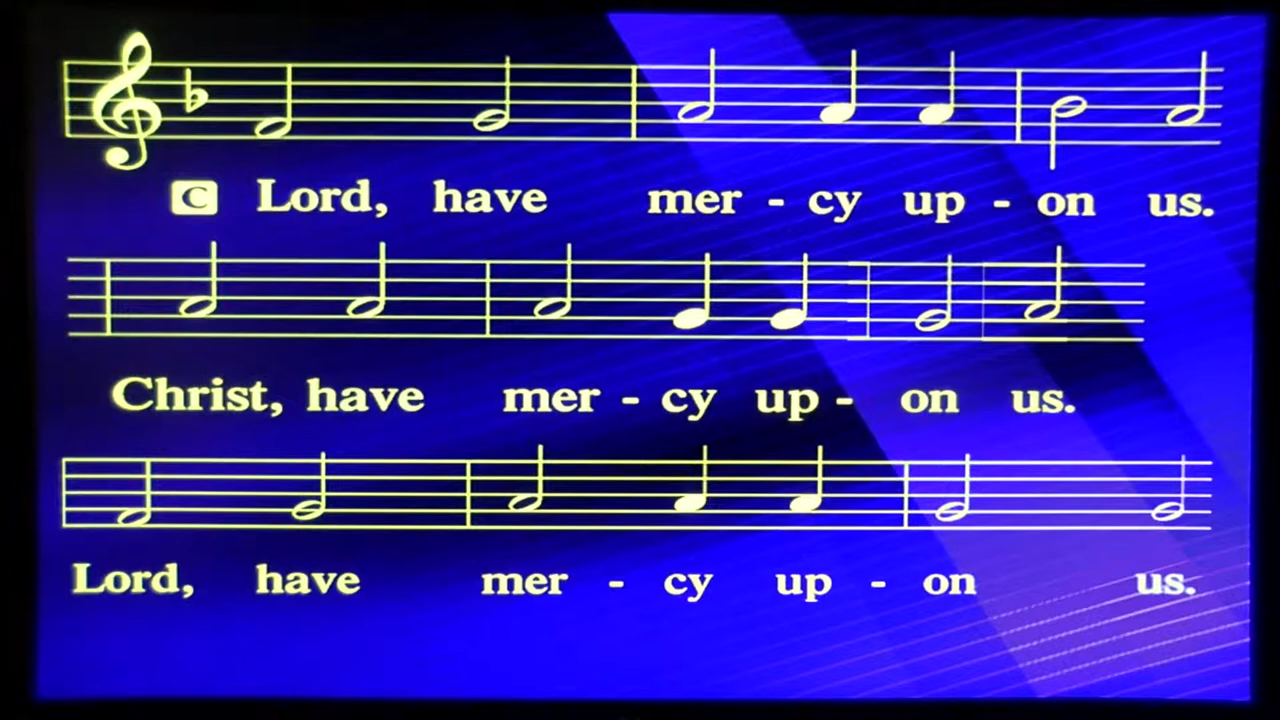 C Lord, have mer - cy up - on us.
Christ, have mer - cy up - on us.
Lord, have mer - cy up - on us.